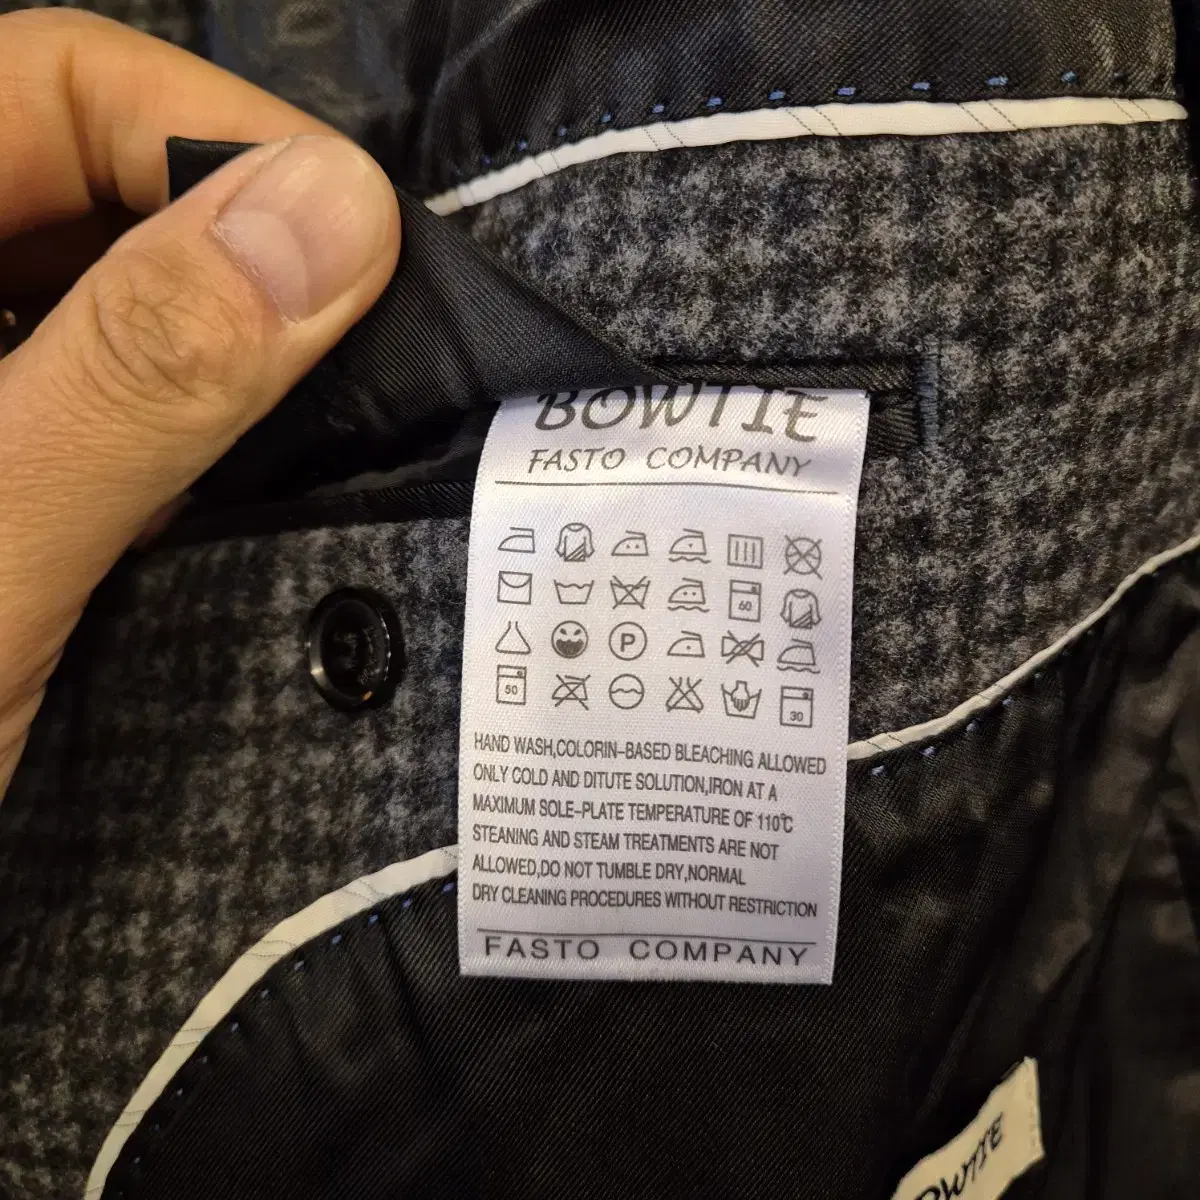 BOWTIE
FASTO COMPANY
60
P
50
30
HAND WASH,COLORIN-BASED BLEACHING ALLOWED
ONLY COLD AND DITUTE SOLUTION,IRON AT A
MAXIMUM SOLE-PLATE TEMPERATURE OF 110℃
STEANING AND STEAM TREATMENTS ARE NOT
ALLOWED,DO NOT TUMBLE DRY,NORMAL
DRY CLEANING PROCEDURES WITHOUT RESTRICTION
FASTO COMPANY
OWTIE